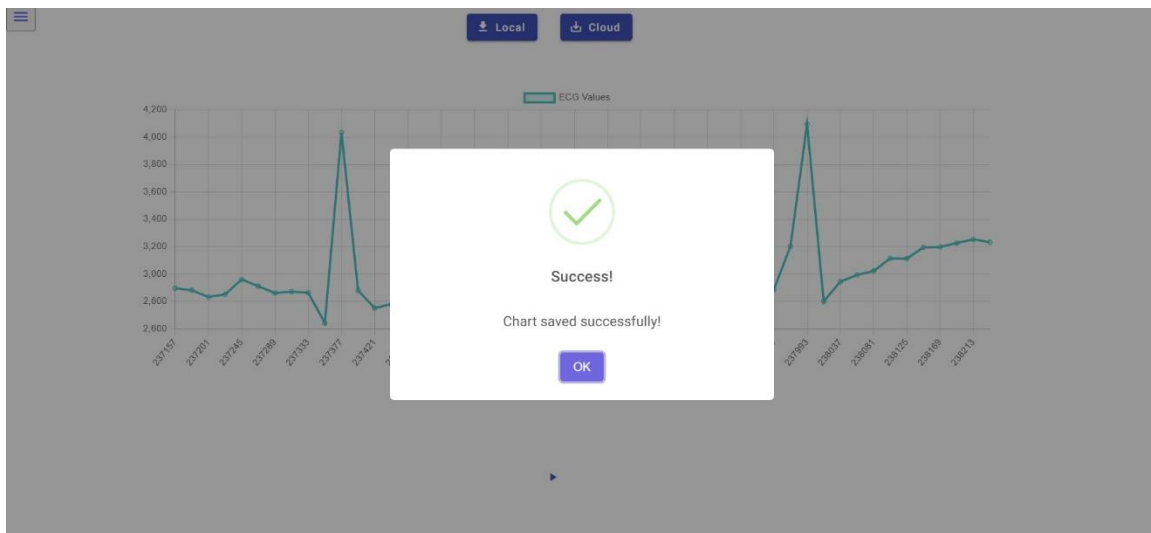 Local Cloud
ECG Values
4,200
4,000
3,800
3,600
3,400
3,200
3,000
2,800
2,600
Success!
Chart saved successfully!
OK
237157 237201 237245 237289 237333 237377 237421 237993 238037 238081 238125 238169 238213